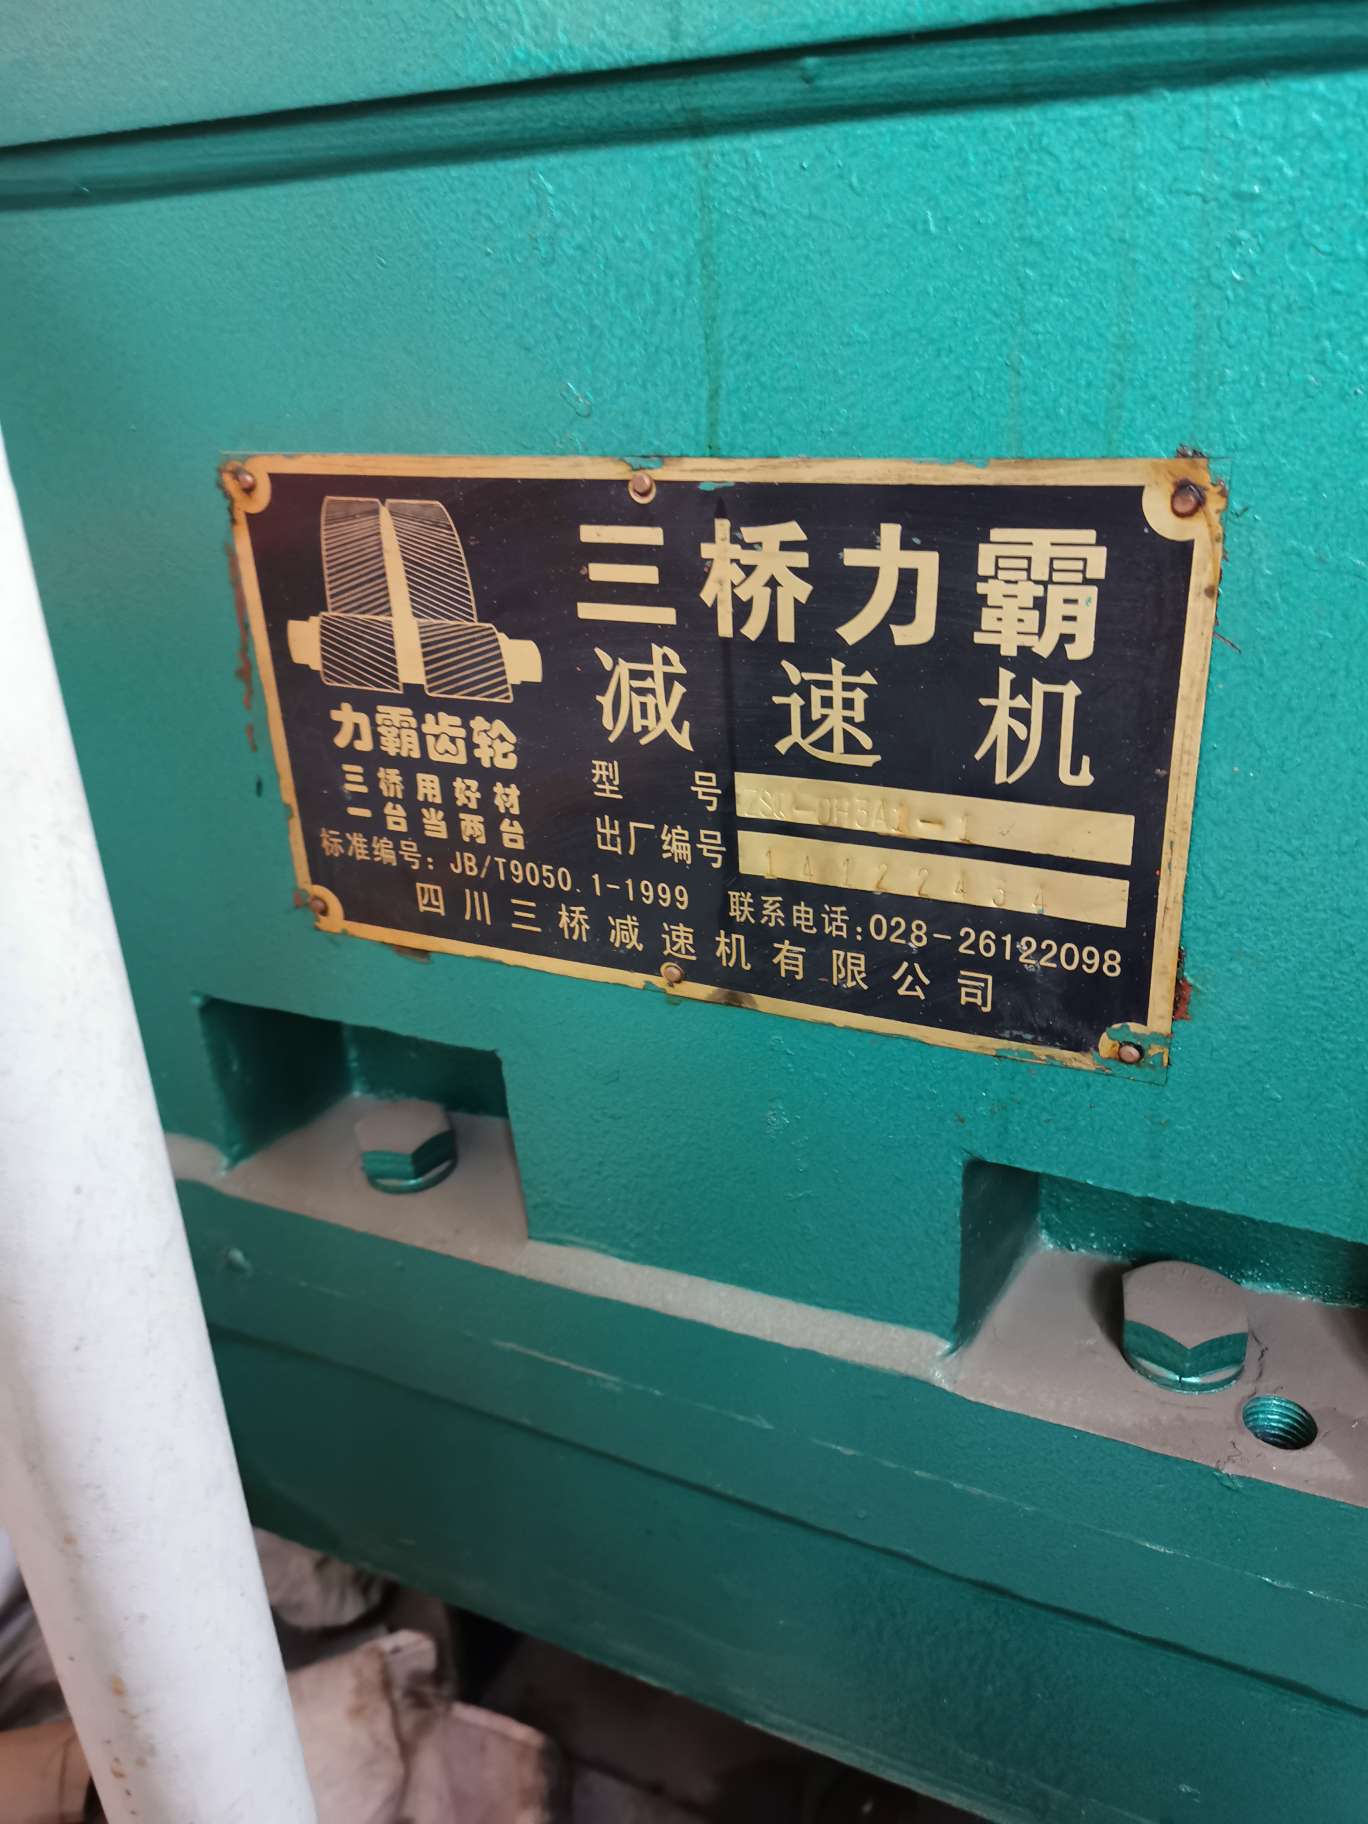 三桥力霸
减速机
力霸齿轮
三桥用好材
一台当两台
型号
出厂编号
标准编号：JB/T9050.1-1999
联系电话：028-26122098
四川三桥减速机有限公司